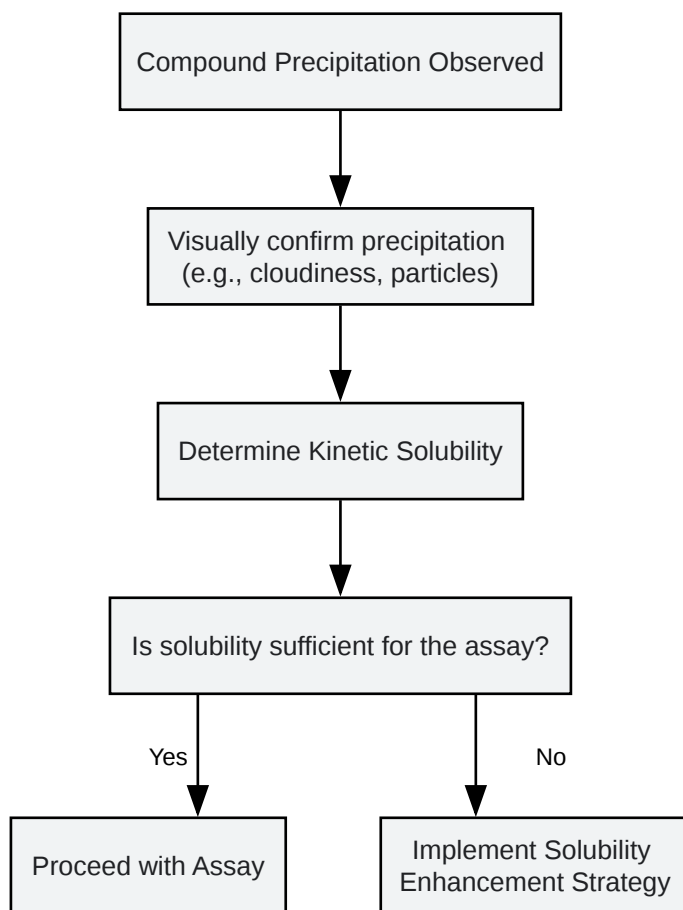 Compound Precipitation Observed
Visually confirm precipitation
(e.g., cloudiness, particles)
Determine Kinetic Solubility
Is solubility sufficient for the assay?
Yes
No
Proceed with Assay
Implement Solubility
Enhancement Strategy